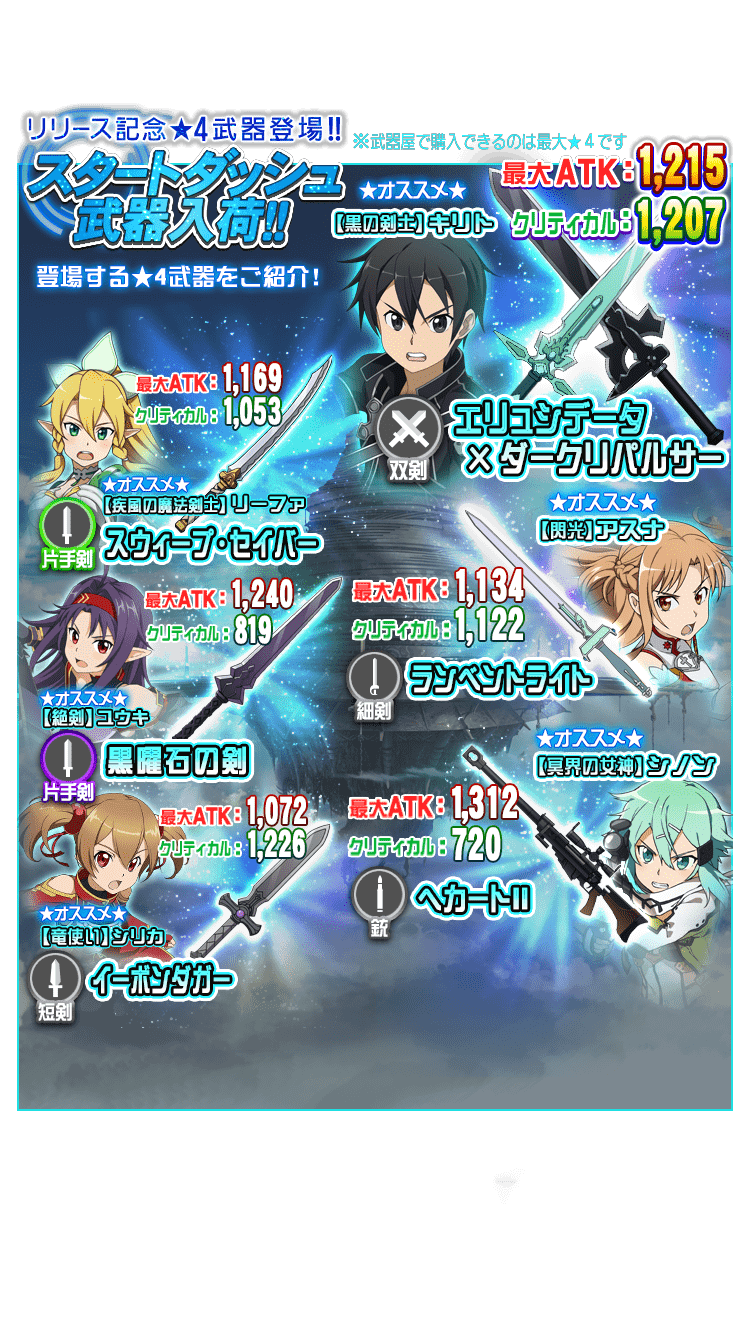 リリース記念★4武器登場!!
※武器屋で購入できるのは最大★4です
スタートダッシュ
武器入荷!!
登場する★4武器をご紹介!
★オススメ★
【黒の剣士】キリト
最大ATK:1,215
クリティカル:1,207
双剣
エリュシデータ
×ダークリパルサー
最大ATK:1,169
クリティカル:1,053
★オススメ★
【疾風の魔法剣士】リーファ
片手剣
スウィープ・セイバー
★オススメ★
【閃光】アスナ
最大ATK:1,134
クリティカル:1,122
細剣
ランベントライト
最大ATK:1,240
クリティカル:819
★オススメ★
【絶剣】ユウキ
片手剣
黒曜石の剣
★オススメ★
【冥界の女神】シノン
最大ATK:1,312
クリティカル:720
銃
ヘカートII
最大ATK:1,072
クリティカル:1,226
★オススメ★
【竜使い】シリカ
短剣
イーボンダガー